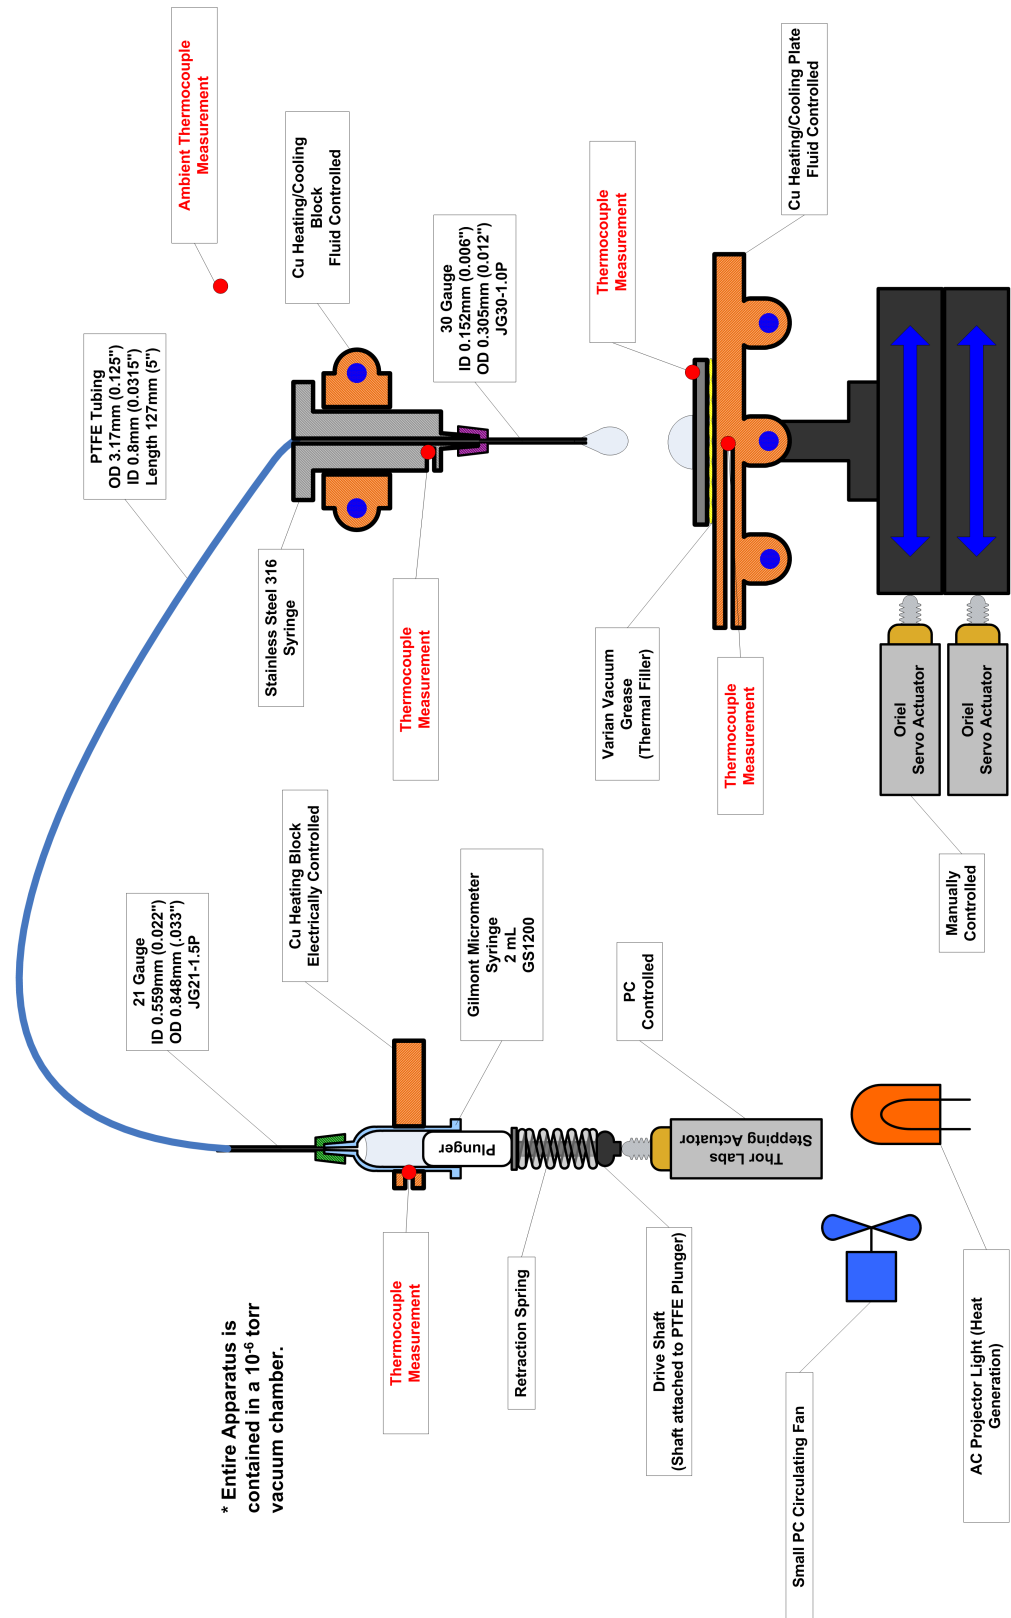 * Entire Apparatus is
contained in a 10⁻⁶ torr
vacuum chamber.
21 Gauge
ID 0.559mm (0.022")
OD 0.848mm (.033")
JG21-1.5P
PTFE Tubing
OD 3.17mm (0.125")
ID 0.8mm (0.0315")
Length 127mm (5")
Ambient Thermocouple
Measurement
Cu Heating Block
Electrically Controlled
Stainless Steel 316
Syringe
Cu Heating/Cooling
Block
Fluid Controlled
Thermocouple
Measurement
Gilmont Micrometer
Syringe
2 mL
GS1200
Thermocouple
Measurement
30 Gauge
ID 0.152mm (0.006")
OD 0.305mm (0.012")
JG30-1.0P
Plunger
Retraction Spring
PC
Controlled
Varian Vacuum
Grease
(Thermal Filler)
Thermocouple
Measurement
Drive Shaft
(Shaft attached to PTFE Plunger)
Thor Labs
Stepping Actuator
Thermocouple
Measurement
Cu Heating/Cooling Plate
Fluid Controlled
Small PC Circulating Fan
AC Projector Light (Heat
Generation)
Manually
Controlled
Oriel
Servo Actuator
Oriel
Servo Actuator